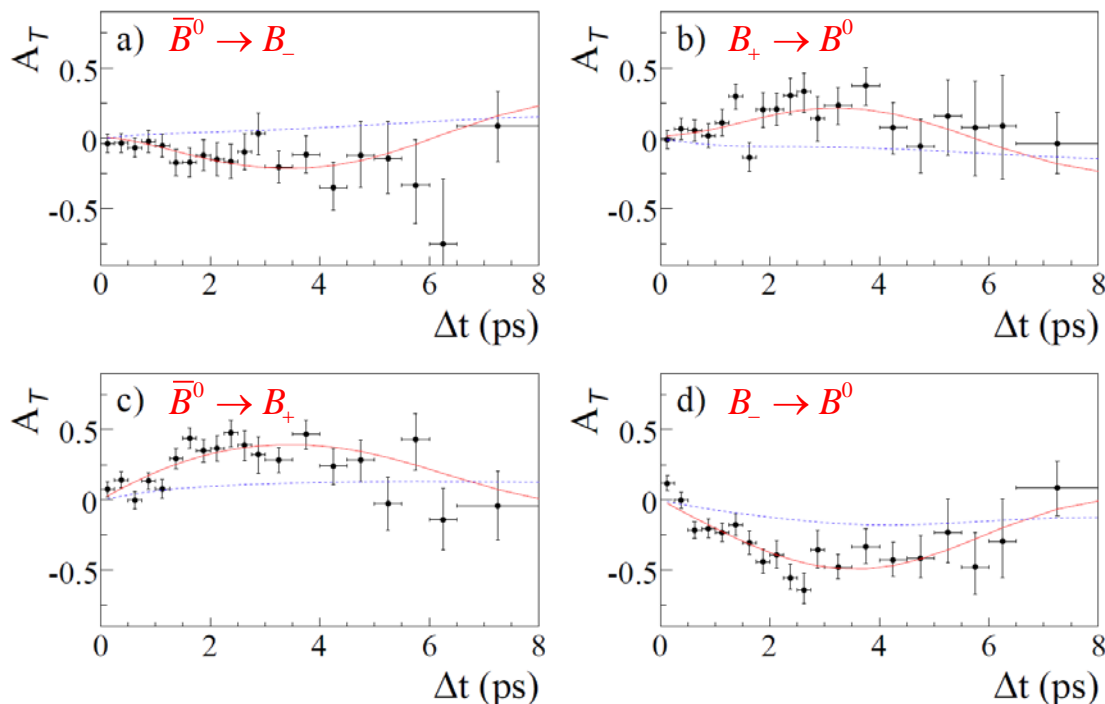 a) B̅⁰ → B₋
A_T
0.5
0
-0.5
0 2 4 6 8
Δt (ps)
b) B₊ → B⁰
A_T
0.5
0
-0.5
0 2 4 6 8
Δt (ps)
c) B̅⁰ → B₊
A_T
0.5
0
-0.5
0 2 4 6 8
Δt (ps)
d) B₋ → B⁰
A_T
0.5
0
-0.5
0 2 4 6 8
Δt (ps)